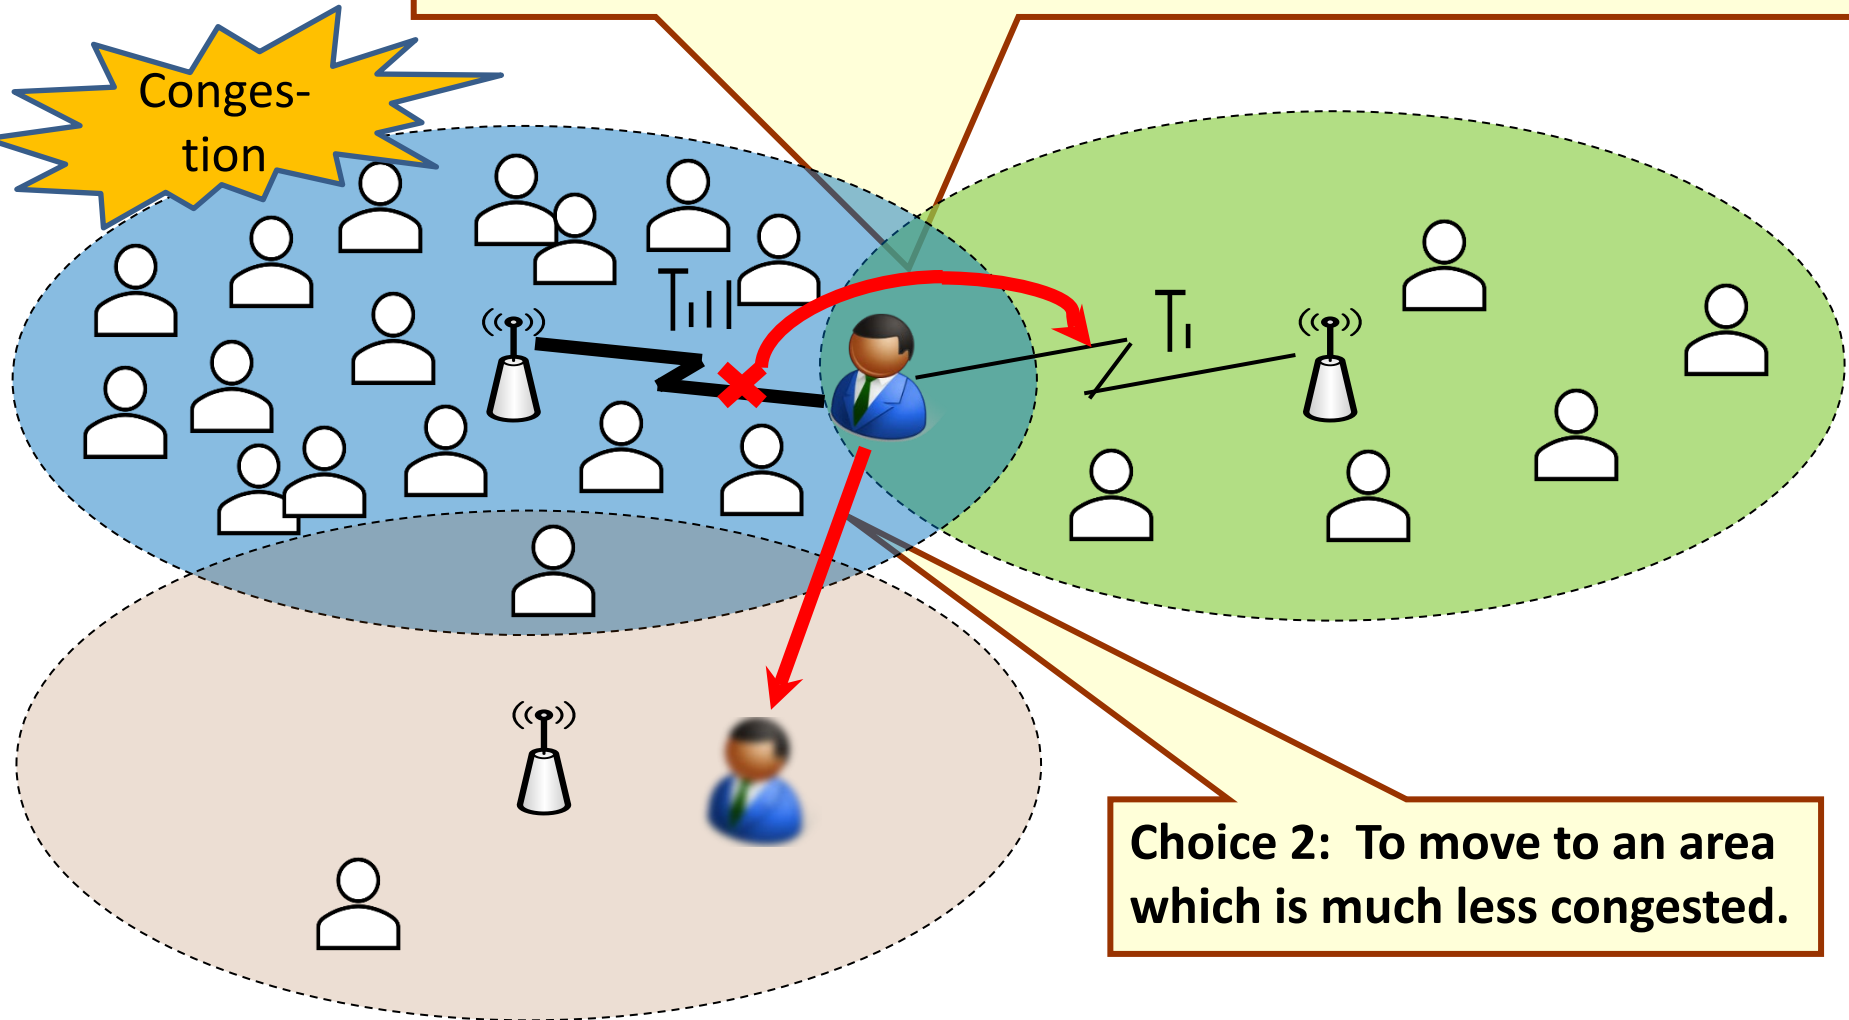 Conges-
tion
Choice 2:  To move to an area
which is much less congested.